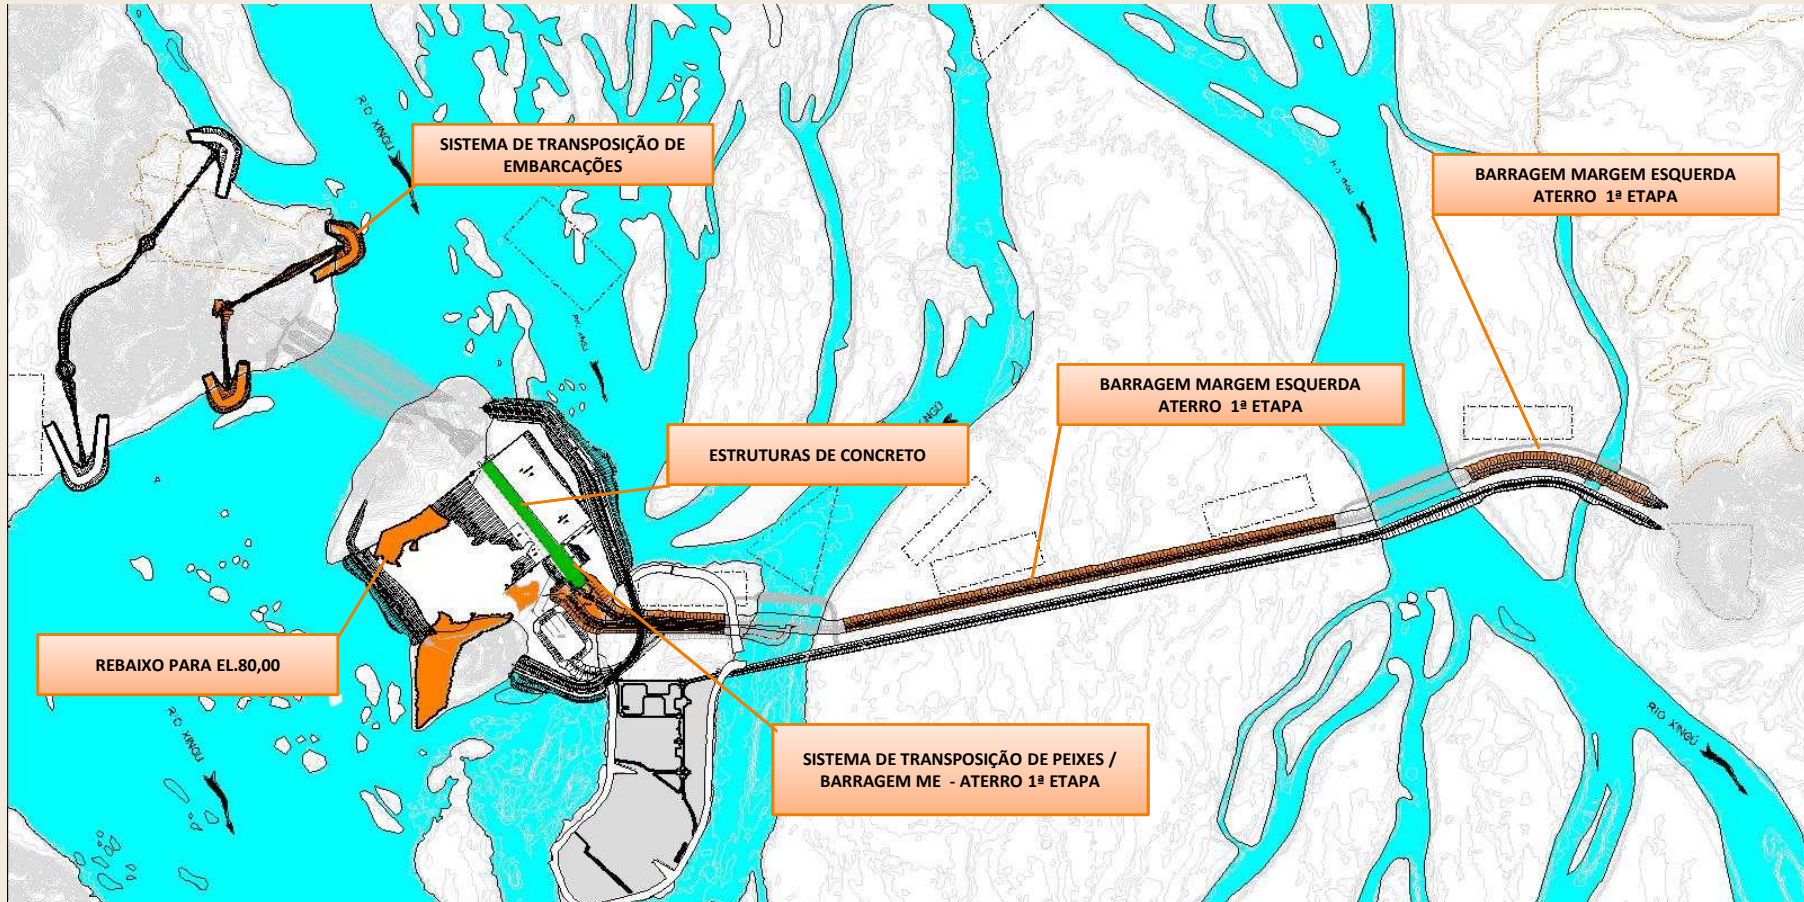 RIO XINGU
SISTEMA DE TRANSPOSIÇÃO DE
EMBARCAÇÕES
BARRAGEM MARGEM ESQUERDA
ATERRO 1ª ETAPA
BARRAGEM MARGEM ESQUERDA
ATERRO 1ª ETAPA
ESTRUTURAS DE CONCRETO
REBAIXO PARA EL.80,00
RIO XINGU
RIO XINGÚ
SISTEMA DE TRANSPOSIÇÃO DE PEIXES /
BARRAGEM ME - ATERRO 1ª ETAPA